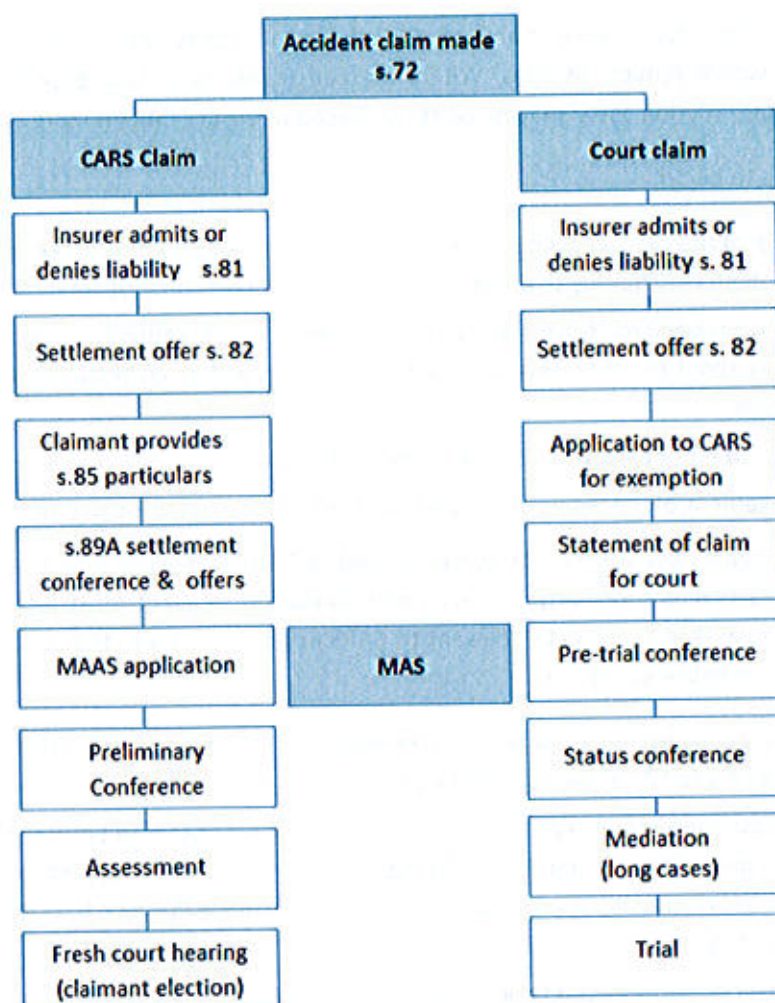 Accident claim made
s.72
CARS Claim
Insurer admits or
denies liability s.81
Settlement offer s. 82
Claimant provides
s.85 particulars
s.89A settlement
conference & offers
MAAS application
Preliminary
Conference
Assessment
Fresh court hearing
(claimant election)
MAS
Court claim
Insurer admits or
denies liability s. 81
Settlement offer s. 82
Application to CARS
for exemption
Statement of claim
for court
Pre-trial conference
Status conference
Mediation
(long cases)
Trial